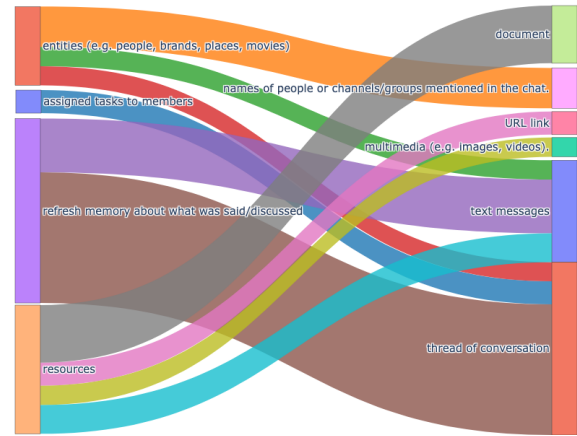 entities (e.g. people, brands, places, movies)
assigned tasks to members
refresh memory about what was said/discussed
resources
document
names of people or channels/groups mentioned in the chat.
URL link
multimedia (e.g. images, videos).
text messages
thread of conversation